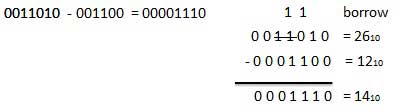 0011010 - 001100 = 00001110
1 1 borrow
0 0 1 1 0 1 0 = 26₁₀
- 0 0 0 1 1 0 0 = 12₁₀
0 0 0 1 1 1 0 = 14₁₀